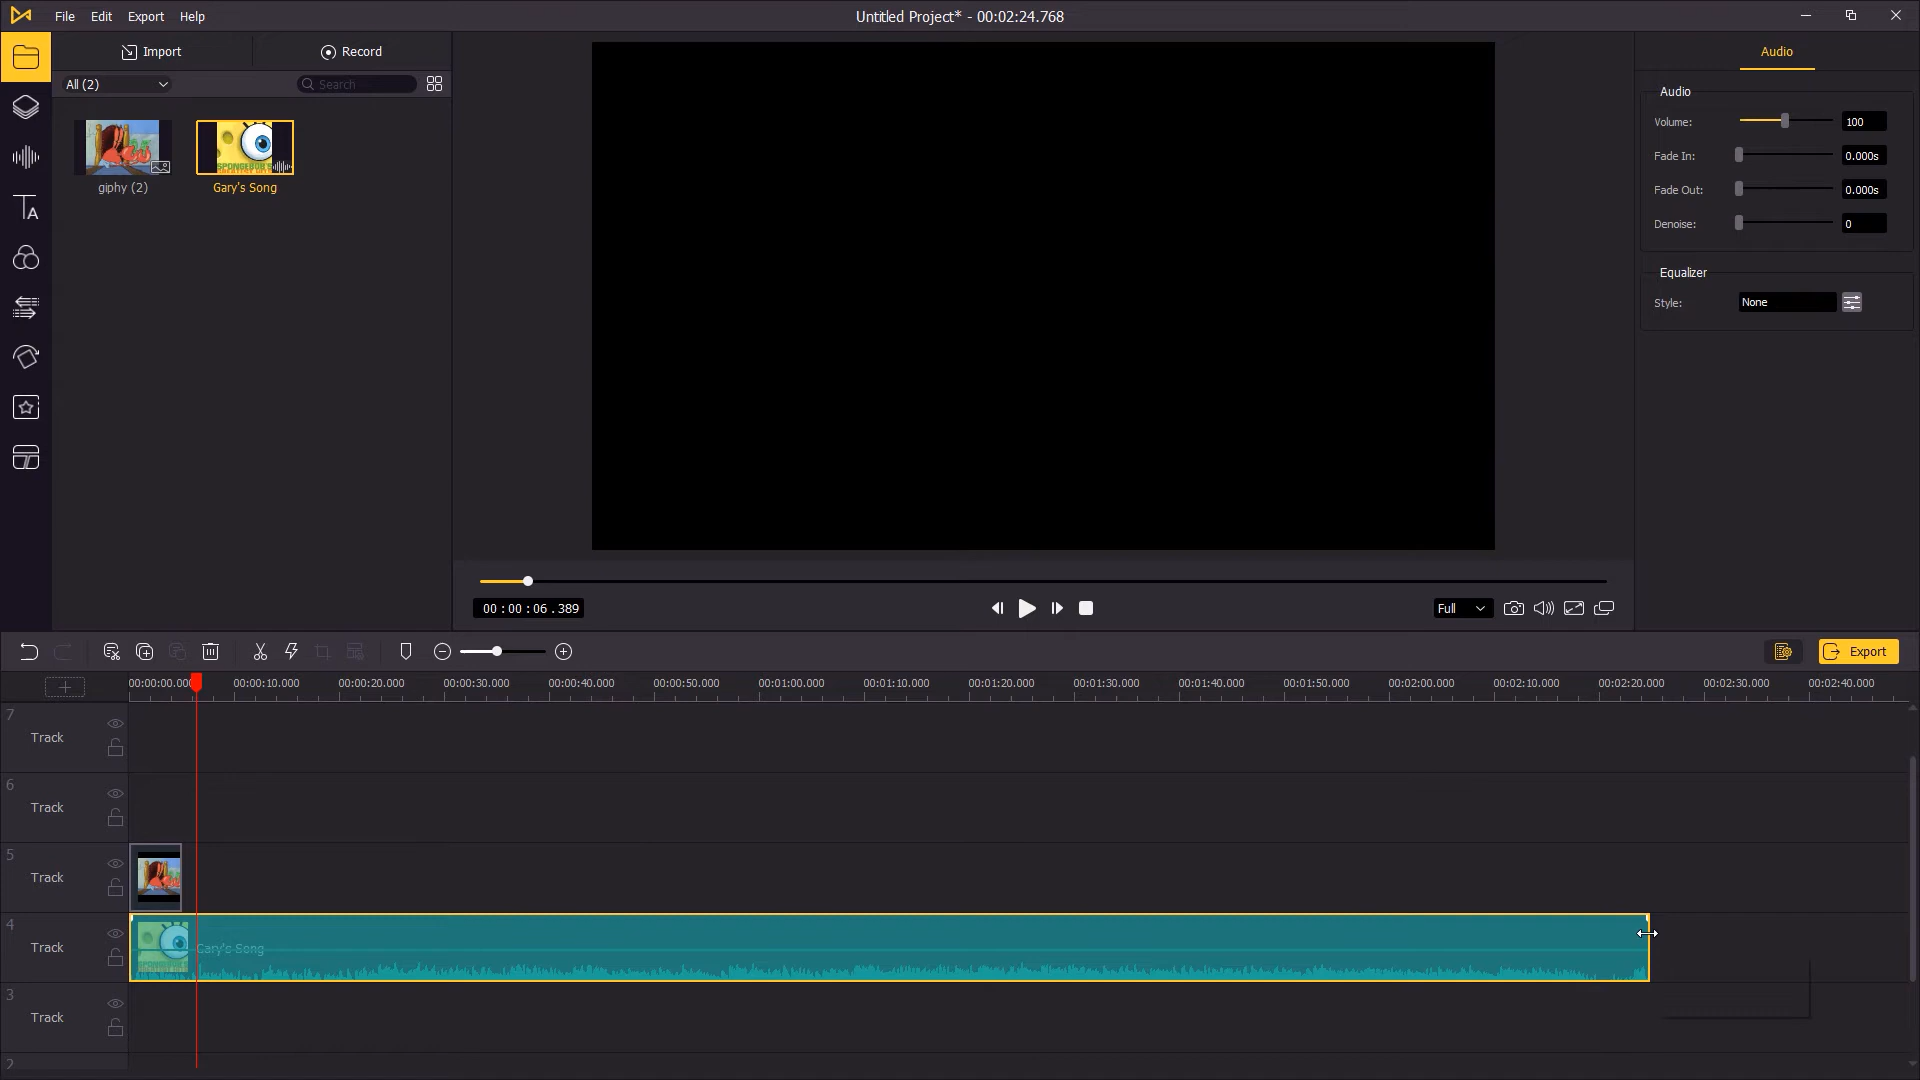 File Edit Export Help
Untitled Project* - 00:02:24.768
Import
Record
Audio
All (2)
Search
Audio
Volume: 100
Fade In: 0.000s
Fade Out: 0.000s
Denoise: 0
giphy (2)
SPONGEBOB'S
GREATEST HITS
Gary's Song
Equalizer
Style: None
00 : 00 : 06 . 389
Full
Export
00:00:00.000 00:00:10.000 00:00:20.000 00:00:30.000 00:00:40.000 00:00:50.000 00:01:00.000 00:01:10.000 00:01:20.000 00:01:30.000 00:01:40.000 00:01:50.000 00:02:00.000 00:02:10.000 00:02:20.000 00:02:30.000 00:02:40.000
7
Track
6
Track
5
Track
4
Track
Gary's Song
3
Track
2